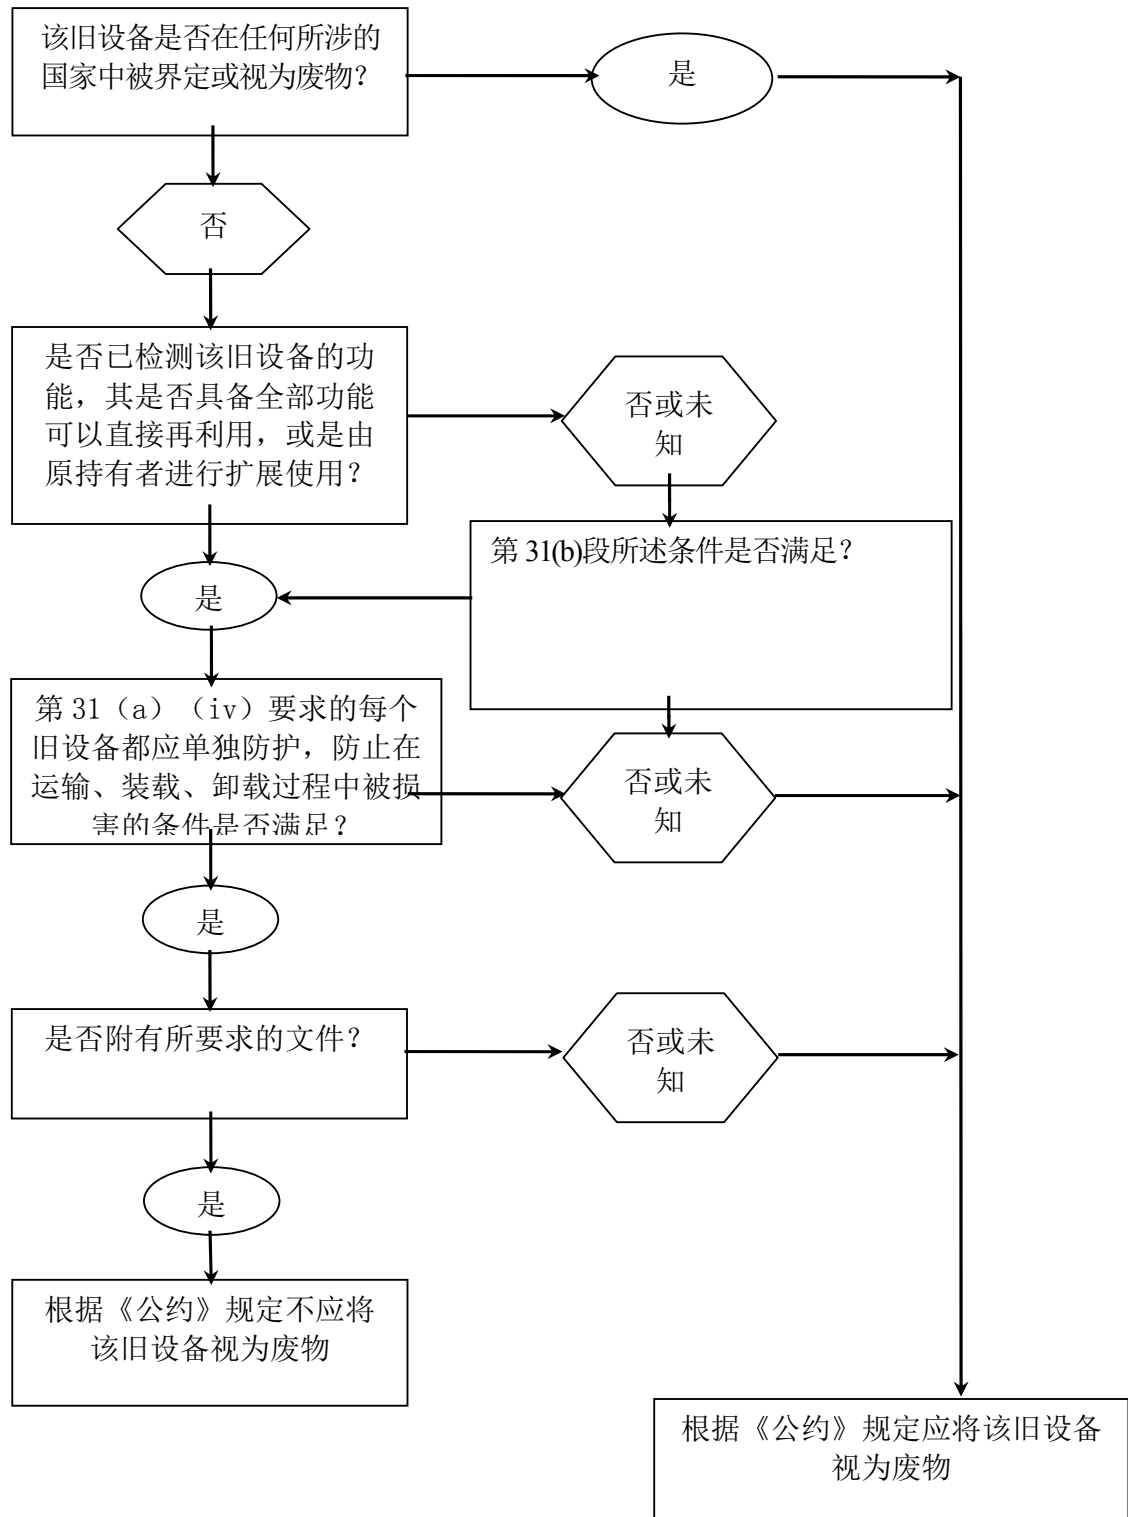 该旧设备是否在任何所涉的
国家中被界定或视为废物？
是
否
是否已检测该旧设备的功
能，其是否具备全部功能
可以直接再利用，或是由
原持有者进行扩展使用？
否或未
知
第 31(b)段所述条件是否满足？
是
第 31（a）（iv）要求的每个
旧设备都应单独防护，防止在
运输、装载、卸载过程中被损
害的条件是否满足？
否或未
知
是
是否附有所要求的文件？
否或未
知
是
根据《公约》规定不应将
该旧设备视为废物
根据《公约》规定应将该旧设备
视为废物